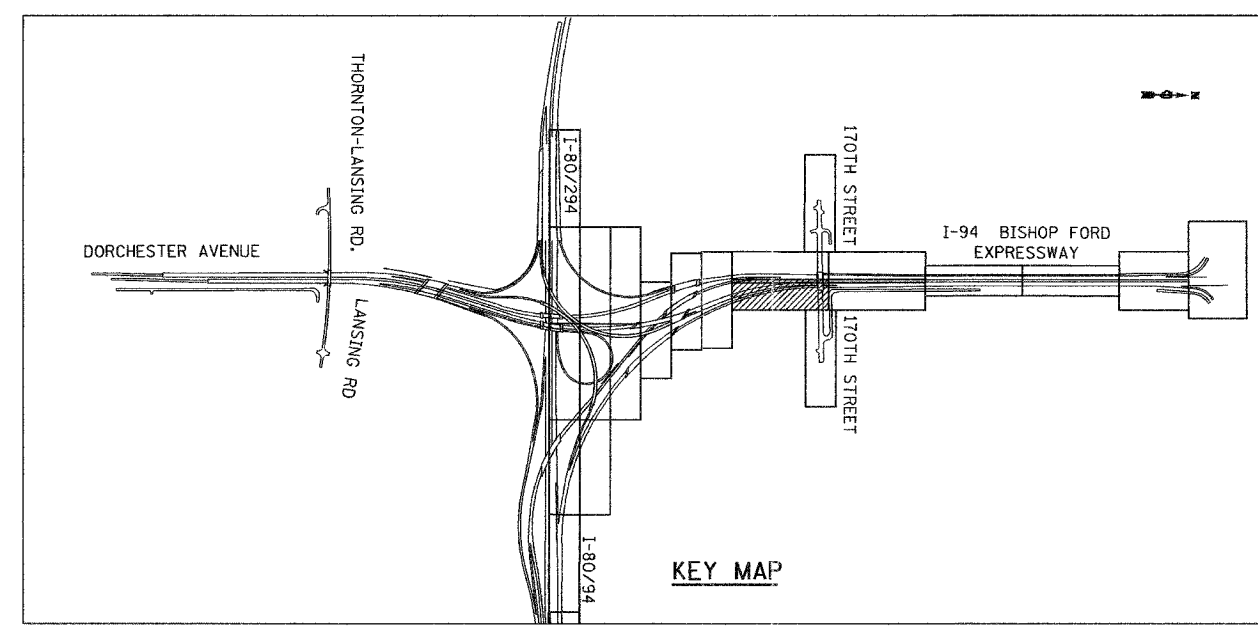 THORNTON-LANSING RD.
I-80/294
170TH STREET
N
DORCHESTER AVENUE
I-94 BISHOP FORD
EXPRESSWAY
LANSING RD
170TH STREET
I-80/94
KEY MAP